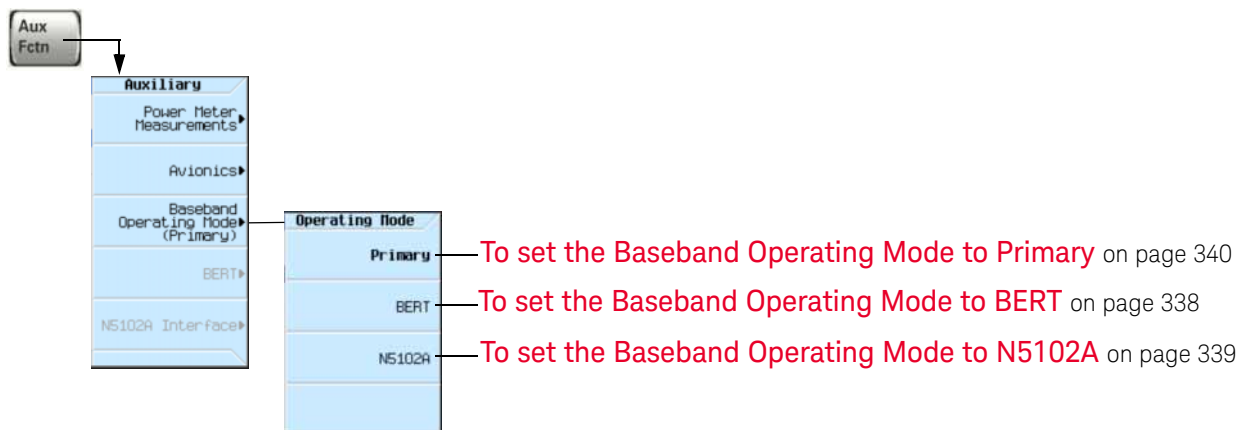 Aux
Fctn
Auxiliary
Power Meter
Measurements
Avionics
Baseband
Operating Mode
(Primary)
BERT
N5102A Interface
Operating Mode
Primary
BERT
N5102A
To set the Baseband Operating Mode to Primary on page 340
To set the Baseband Operating Mode to BERT on page 338
To set the Baseband Operating Mode to N5102A on page 339